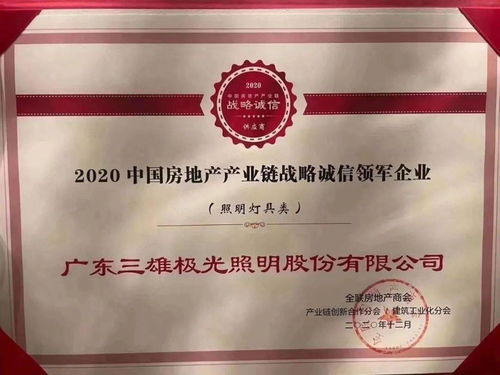 2020
中国房地产产业链
战略诚信
供应商
2020中国房地产产业链战略诚信领军企业
（照明灯具类）
广东三雄极光照明股份有限公司
全联房地产商会
产业链创新合作分会 / 建筑工业化分会
二〇二〇年十二月